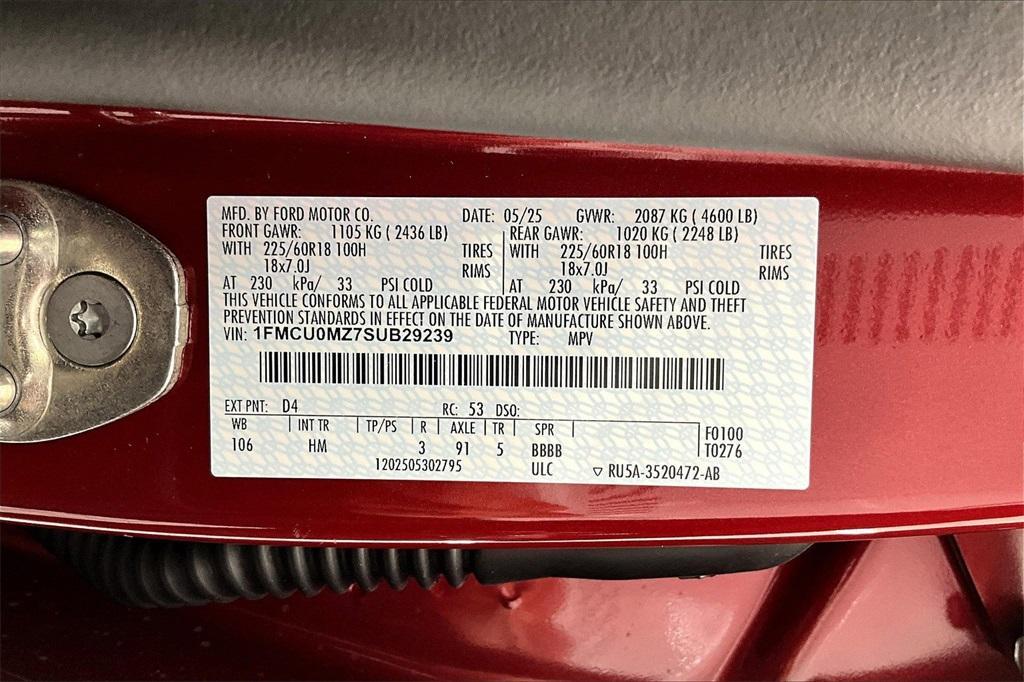 MFD. BY FORD MOTOR CO. DATE: 05/25 GVWR: 2087 KG ( 4600 LB)
FRONT GAWR: 1105 KG ( 2436 LB) REAR GAWR: 1020 KG ( 2248 LB)
WITH 225/60R18 100H TIRES WITH 225/60R18 100H TIRES
18x7.0J RIMS 18x7.0J RIMS
AT 230 kPa/ 33 PSI COLD AT 230 kPa/ 33 PSI COLD
THIS VEHICLE CONFORMS TO ALL APPLICABLE FEDERAL MOTOR VEHICLE SAFETY AND THEFT
PREVENTION STANDARDS IN EFFECT ON THE DATE OF MANUFACTURE SHOWN ABOVE.
VIN: 1FMCU0MZ7SUB29239 TYPE: MPV
EXT PNT: D4 RC: 53 DSO:
WB INT TR TP/PS R AXLE TR SPR F0100
106 HM 3 91 5 BBBB T0276
1202505302795 ULC RU5A-3520472-AB